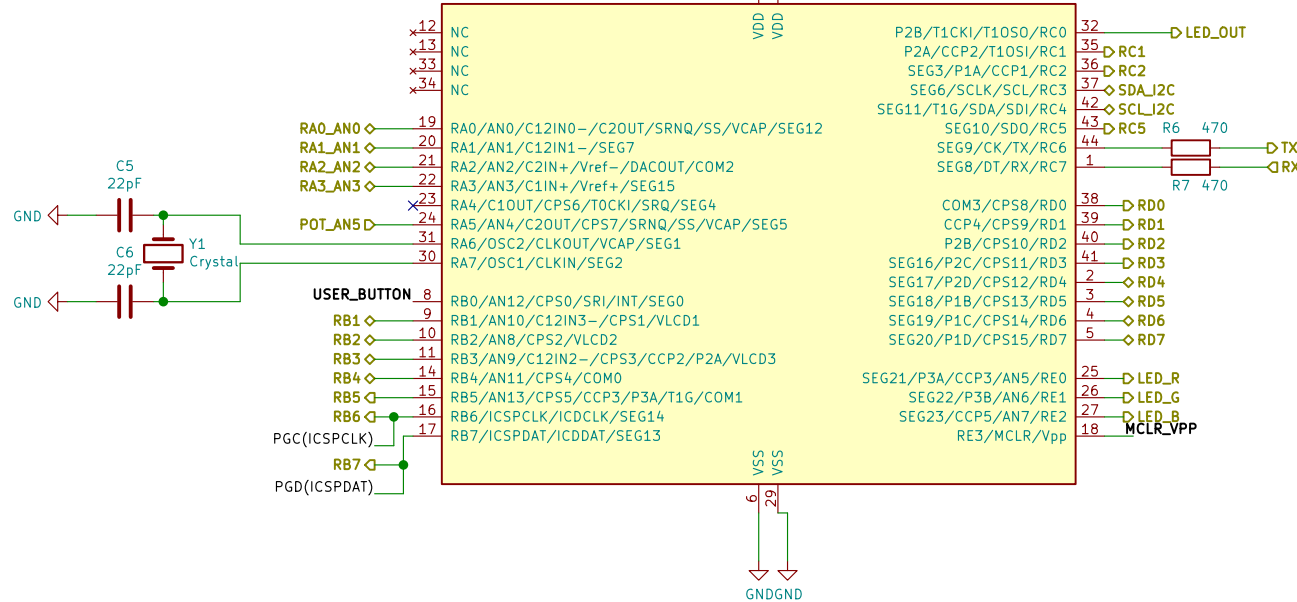 VDD VDD
12 NC
13 NC
33 NC
34 NC
P2B/T1CKI/T1OSO/RC0 32 LED_OUT
P2A/CCP2/T1OSI/RC1 35 RC1
SEG3/P1A/CCP1/RC2 36 RC2
SEG6/SCLK/SCL/RC3 37 SDA_I2C
SEG11/T1G/SDA/SDI/RC4 42 SCL_I2C
SEG10/SDO/RC5 43 RC5
R6 470
SEG9/CK/TX/RC6 44 TX
SEG8/DT/RX/RC7 1 RX
R7 470
RA0_AN0 19 RA0/AN0/C12IN0-/C2OUT/SRNQ/SS/VCAP/SEG12
RA1_AN1 20 RA1/AN1/C12IN1-/SEG7
RA2_AN2 21 RA2/AN2/C2IN+/Vref-/DACOUT/COM2
RA3_AN3 22 RA3/AN3/C1IN+/Vref+/SEG15
23 RA4/C1OUT/CPS6/T0CKI/SRQ/SEG4
POT_AN5 24 RA5/AN4/C2OUT/CPS7/SRNQ/SS/VCAP/SEG5
31 RA6/OSC2/CLKOUT/VCAP/SEG1
30 RA7/OSC1/CLKIN/SEG2
C5
22pF
GND
Y1
Crystal
C6
22pF
GND
COM3/CPS8/RD0 38 RD0
CCP4/CPS9/RD1 39 RD1
P2B/CPS10/RD2 40 RD2
SEG16/P2C/CPS11/RD3 41 RD3
SEG17/P2D/CPS12/RD4 2 RD4
SEG18/P1B/CPS13/RD5 3 RD5
SEG19/P1C/CPS14/RD6 4 RD6
SEG20/P1D/CPS15/RD7 5 RD7
USER_BUTTON 8 RB0/AN12/CPS0/SRI/INT/SEG0
RB1 9 RB1/AN10/C12IN3-/CPS1/VLCD1
RB2 10 RB2/AN8/CPS2/VLCD2
RB3 11 RB3/AN9/C12IN2-/CPS3/CCP2/P2A/VLCD3
RB4 14 RB4/AN11/CPS4/COM0
RB5 15 RB5/AN13/CPS5/CCP3/P3A/T1G/COM1
RB6 16 RB6/ICSPCLK/ICDCLK/SEG14
PGC(ICSPCLK)
17 RB7/ICSPDAT/ICDDAT/SEG13
RB7
PGD(ICSPDAT)
SEG21/P3A/CCP3/AN5/RE0 25 LED_R
SEG22/P3B/AN6/RE1 26 LED_G
SEG23/CCP5/AN7/RE2 27 LED_B
RE3/MCLR/Vpp 18 MCLR_VPP
VSS VSS
6 29
GND GND